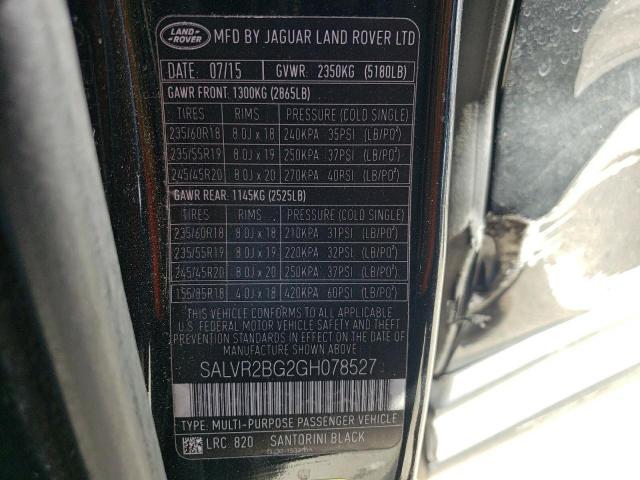 LAND-ROVER MFD BY JAGUAR LAND ROVER LTD
DATE: 07/15 GVWR: 2350KG (5180LB)
GAWR FRONT: 1300KG (2865LB)
TIRES RIMS PRESSURE (COLD SINGLE)
235/60R18 8.0J x 18 240KPA 35PSI (LB/PO²)
235/55R19 8.0J x 19 250KPA 37PSI (LB/PO²)
245/45R20 8.0J x 20 270KPA 40PSI (LB/PO²)
GAWR REAR: 1145KG (2525LB)
TIRES RIMS PRESSURE (COLD SINGLE)
235/60R18 8.0J x 18 210KPA 31PSI (LB/PO²)
235/55R19 8.0J x 19 220KPA 32PSI (LB/PO²)
245/45R20 8.0J x 20 250KPA 37PSI (LB/PO²)
155/85R18 4.0J x 18 420KPA 60PSI (LB/PO²)
THIS VEHICLE CONFORMS TO ALL APPLICABLE
U.S. FEDERAL MOTOR VEHICLE SAFETY AND THEFT
PREVENTION STANDARDS IN EFFECT ON THE DATE
OF MANUFACTURE SHOWN ABOVE.
SALVR2BG2GH078527
TYPE: MULTI-PURPOSE PASSENGER VEHICLE
LRC: 820 SANTORINI BLACK